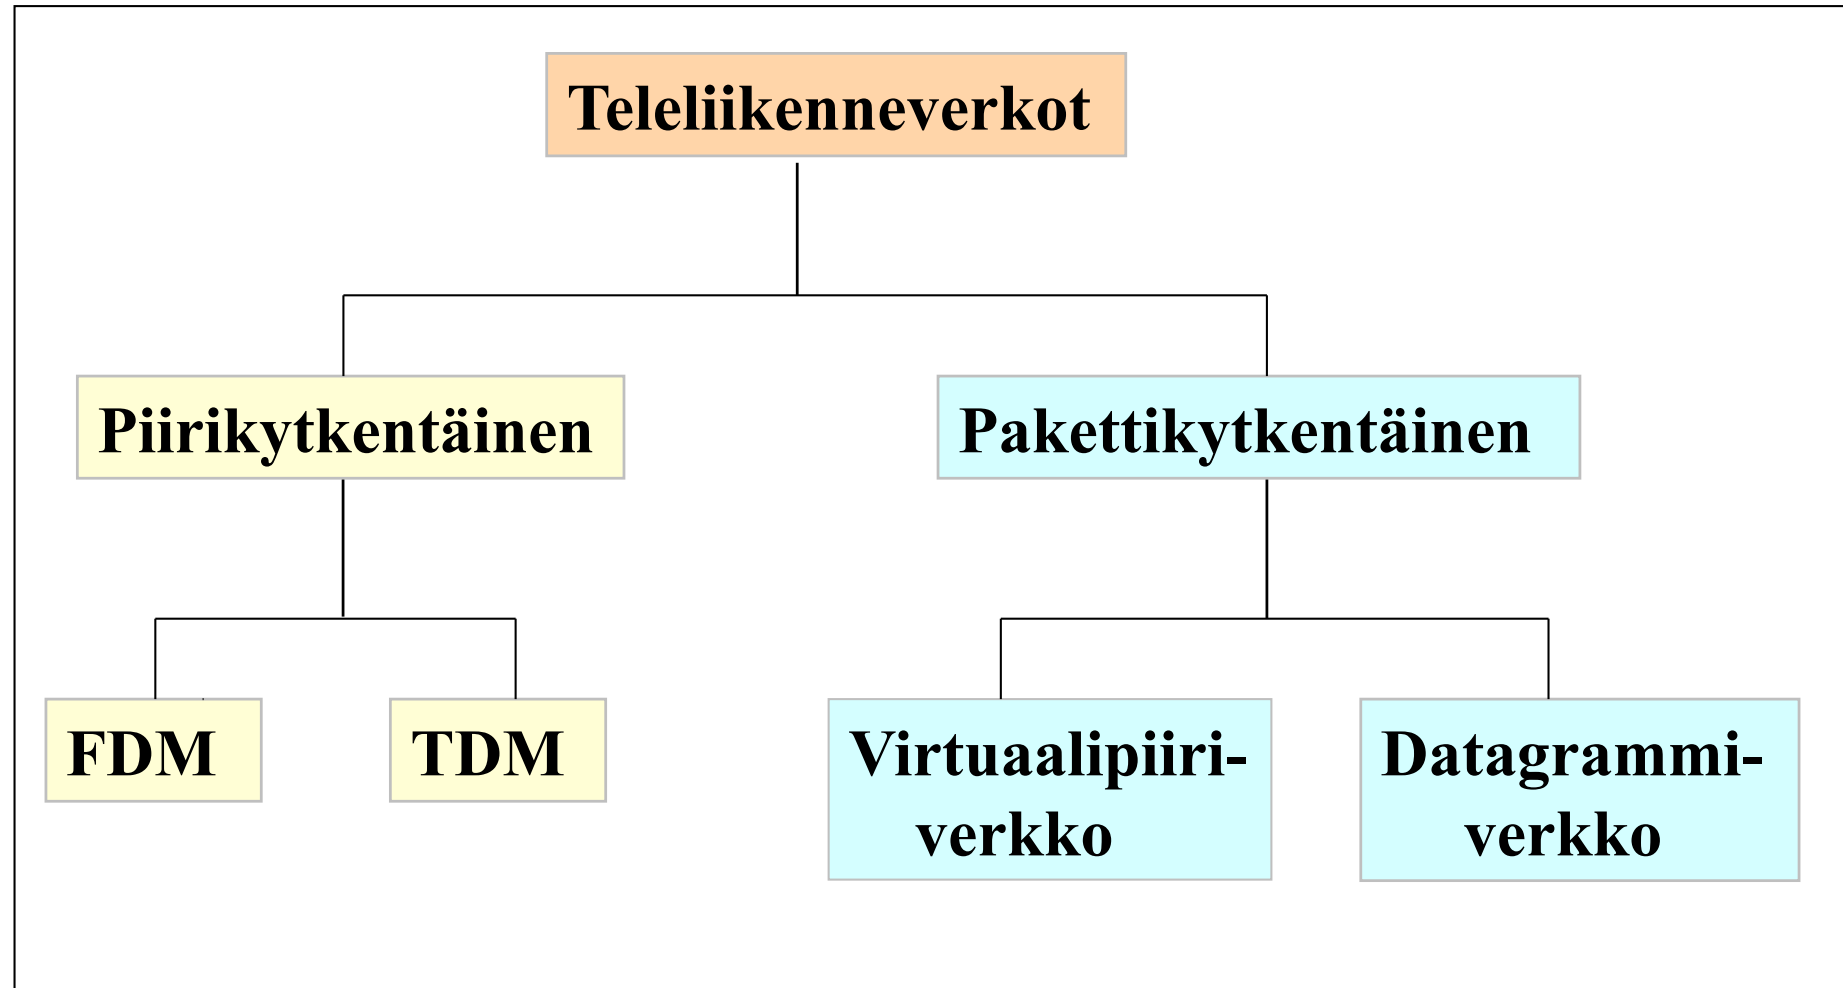 Teleliikenneverkot
Piirikytkentäinen
Pakettikytkentäinen
FDM
TDM
Virtuaalipiiri-
verkko
Datagrammi-
verkko